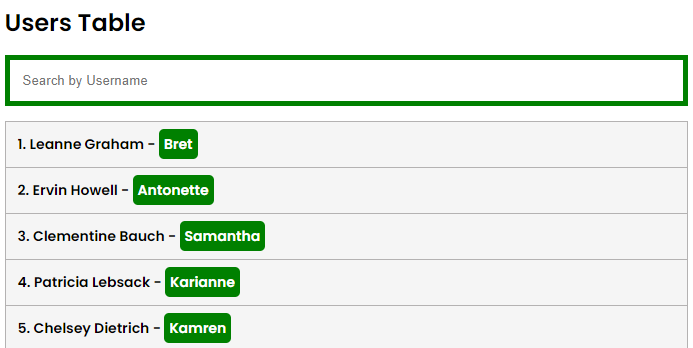 Users Table
Search by Username
1. Leanne Graham - Bret
2. Ervin Howell - Antonette
3. Clementine Bauch - Samantha
4. Patricia Lebsack - Karianne
5. Chelsey Dietrich - Kamren